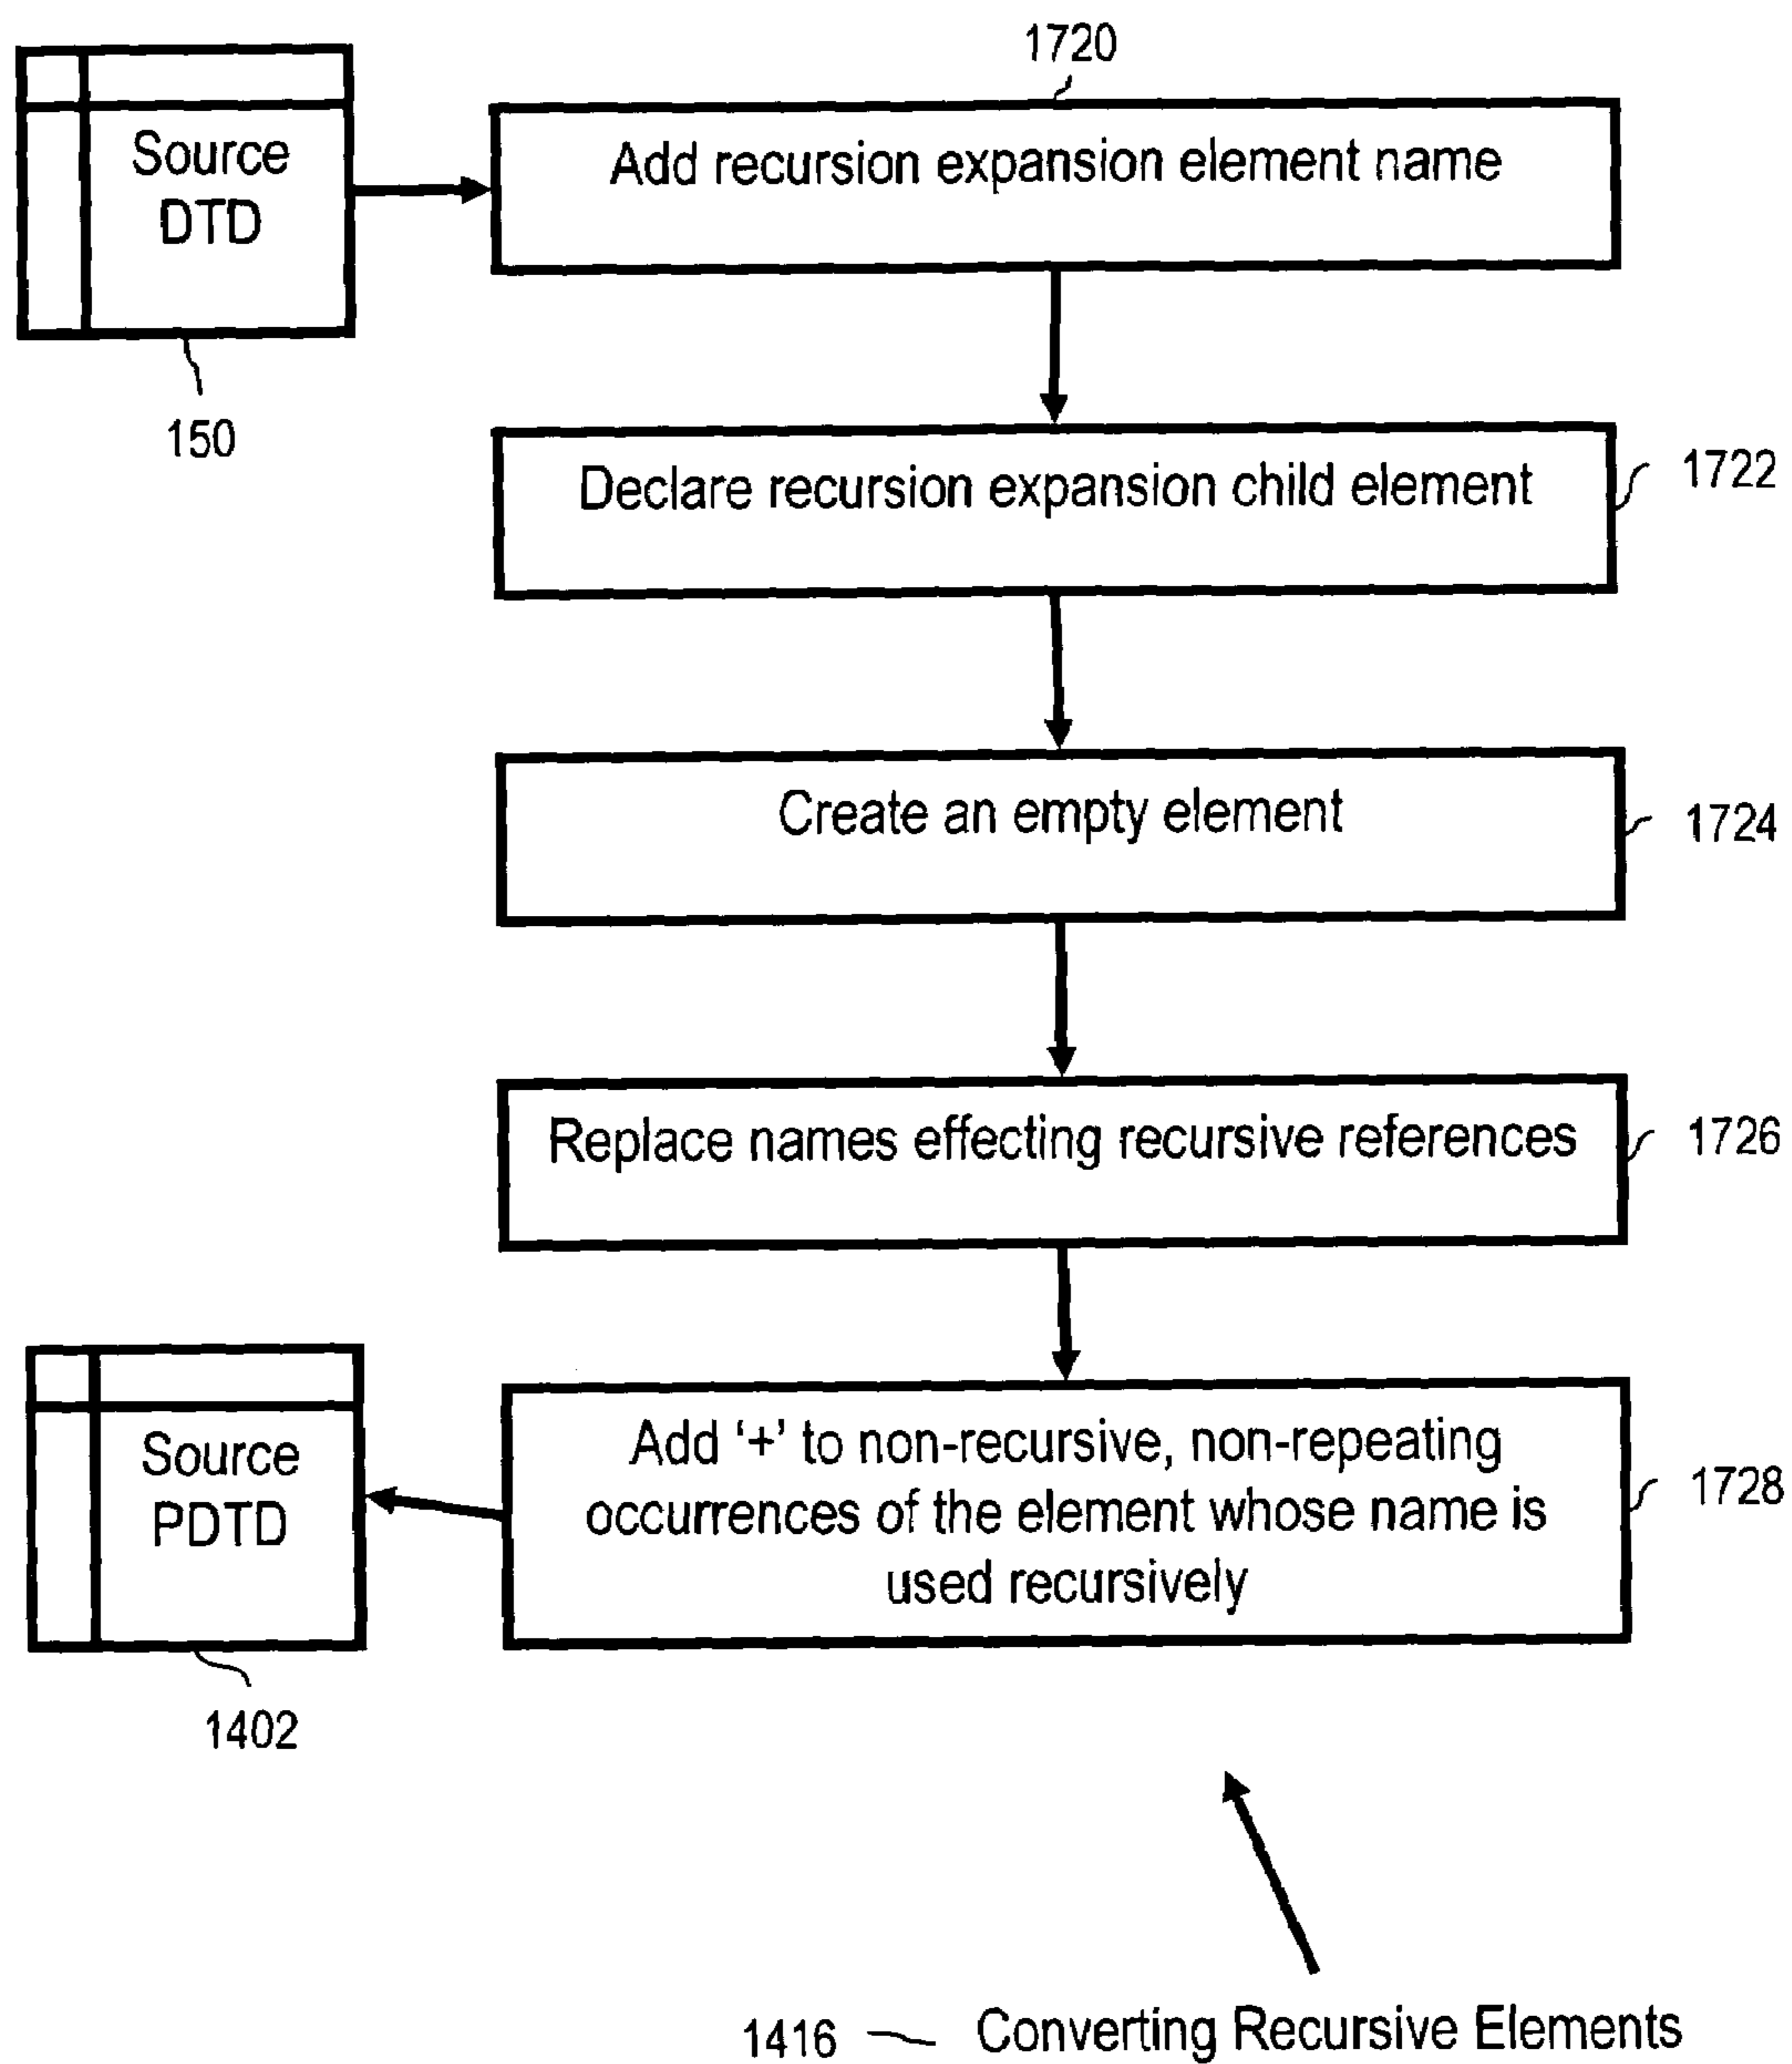 1720
Source
DTD
150
Add recursion expansion element name
Declare recursion expansion child element
1722
Create an empty element
1724
Replace names effecting recursive references
1726
Add ‘+’ to non-recursive, non-repeating
occurrences of the element whose name is
used recursively
1728
Source
PDTD
1402
1416
Converting Recursive Elements